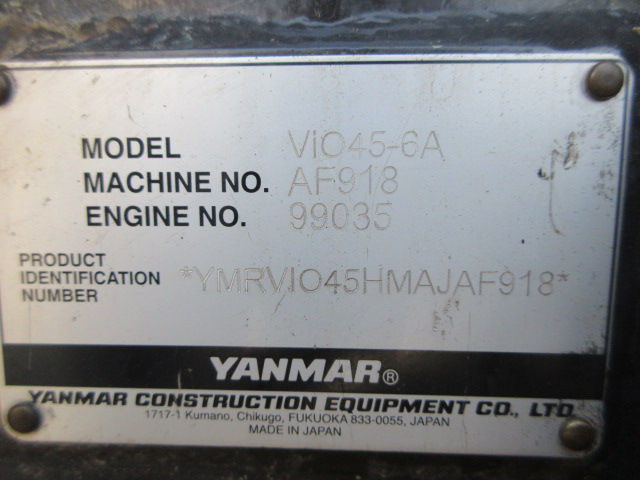 MODEL ViO45-6A
MACHINE NO. AF918
ENGINE NO. 99035
PRODUCT
IDENTIFICATION *YMRVIO45HMAJAF918*
NUMBER
YANMAR®
YANMAR CONSTRUCTION EQUIPMENT CO., LTD.
1717-1 Kumano, Chikugo, FUKUOKA 833-0055, JAPAN
MADE IN JAPAN